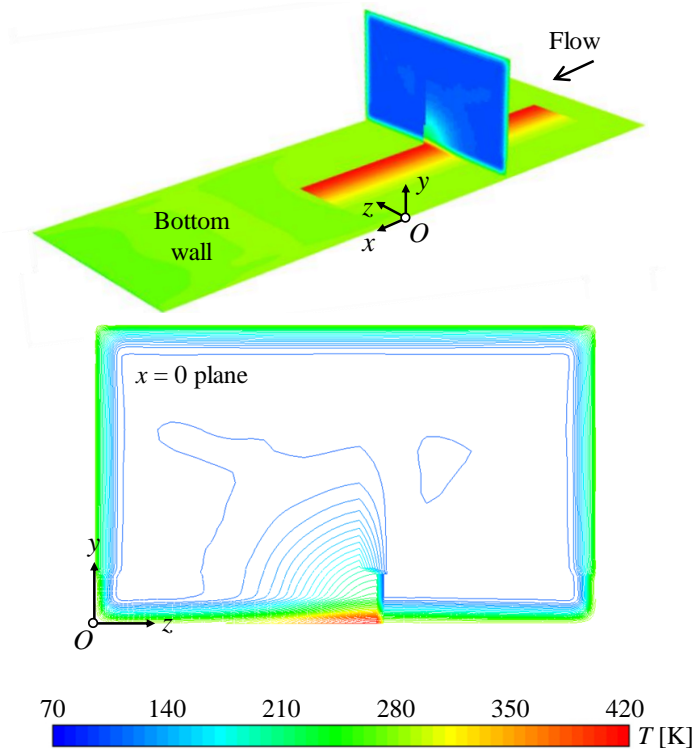 Flow
y
z
x
O
Bottom
wall
x = 0 plane
y
O
z
70 140 210 280 350 420 T [K]